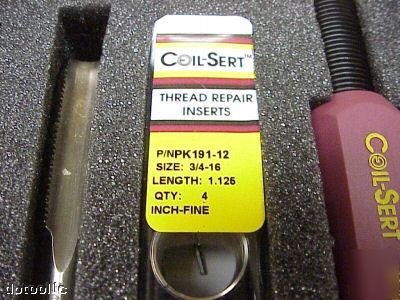 COIL-SERT™
THREAD REPAIR
INSERTS
P/NPK191-12
SIZE: 3/4-16
LENGTH: 1.125
QTY: 4
INCH-FINE
COIL-SERT